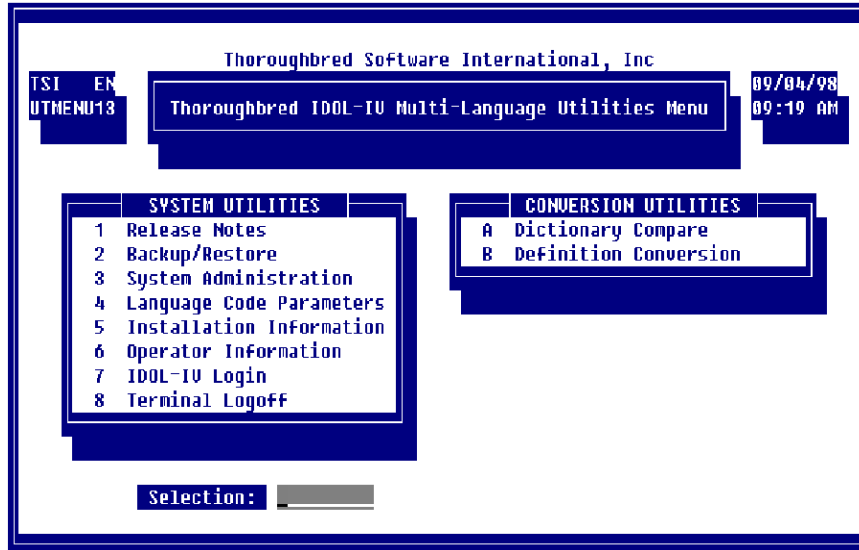 Thoroughbred Software International, Inc
TSI EN 09/04/98
UTMENU13 Thoroughbred IDOL-IV Multi-Language Utilities Menu 09:19 AM
SYSTEM UTILITIES
1 Release Notes
2 Backup/Restore
3 System Administration
4 Language Code Parameters
5 Installation Information
6 Operator Information
7 IDOL-IV Login
8 Terminal Logoff
CONVERSION UTILITIES
A Dictionary Compare
B Definition Conversion
Selection: